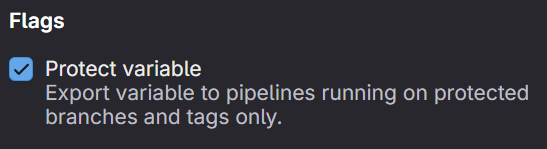 Flags
Protect variable
Export variable to pipelines running on protected
branches and tags only.